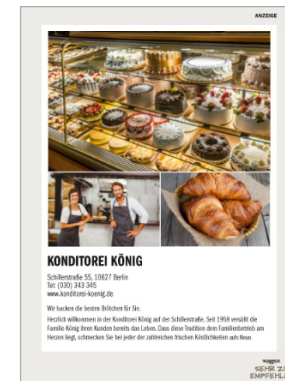 ANZEIGE
KONDITOREI KÖNIG
Schillerstraße 55, 10627 Berlin
Tel: (030) 343 345
www.konditorei-koenig.de
Wir backen die besten Brötchen für Sie.
Herzlich willkommen in der Konditorei König auf der Schillerstraße. Seit 1958 versüßt die
Familie König ihren Kunden bereits das Leben. Dass diese Tradition dem Familienbetrieb am
Herzen liegt, schmecken Sie bei jeder der zahlreichen frischen Köstlichkeiten aufs Neue.
SEHR
EMPFEHL